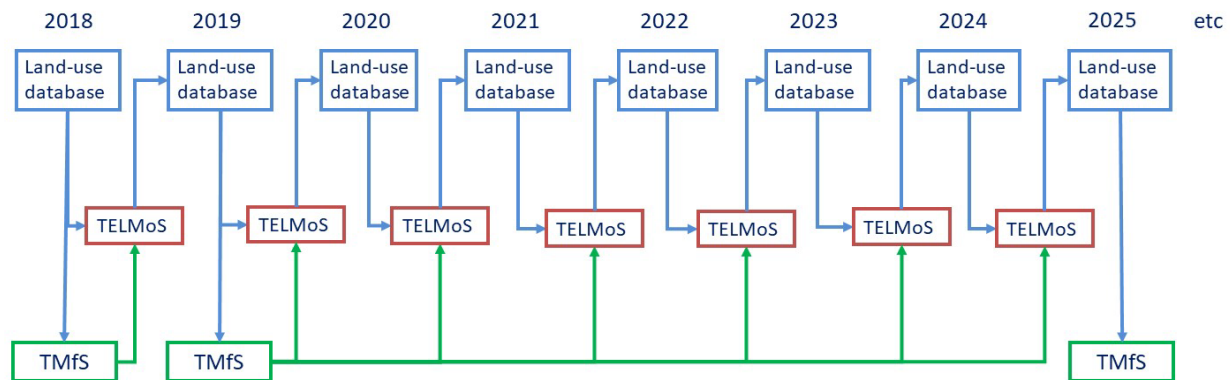 2018 2019 2020 2021 2022 2023 2024 2025 etc
Land-use Land-use Land-use Land-use Land-use Land-use Land-use Land-use
database database database database database database database database
TELMoS TELMoS TELMoS TELMoS TELMoS TELMoS TELMoS
TMfS TMfS TMfS